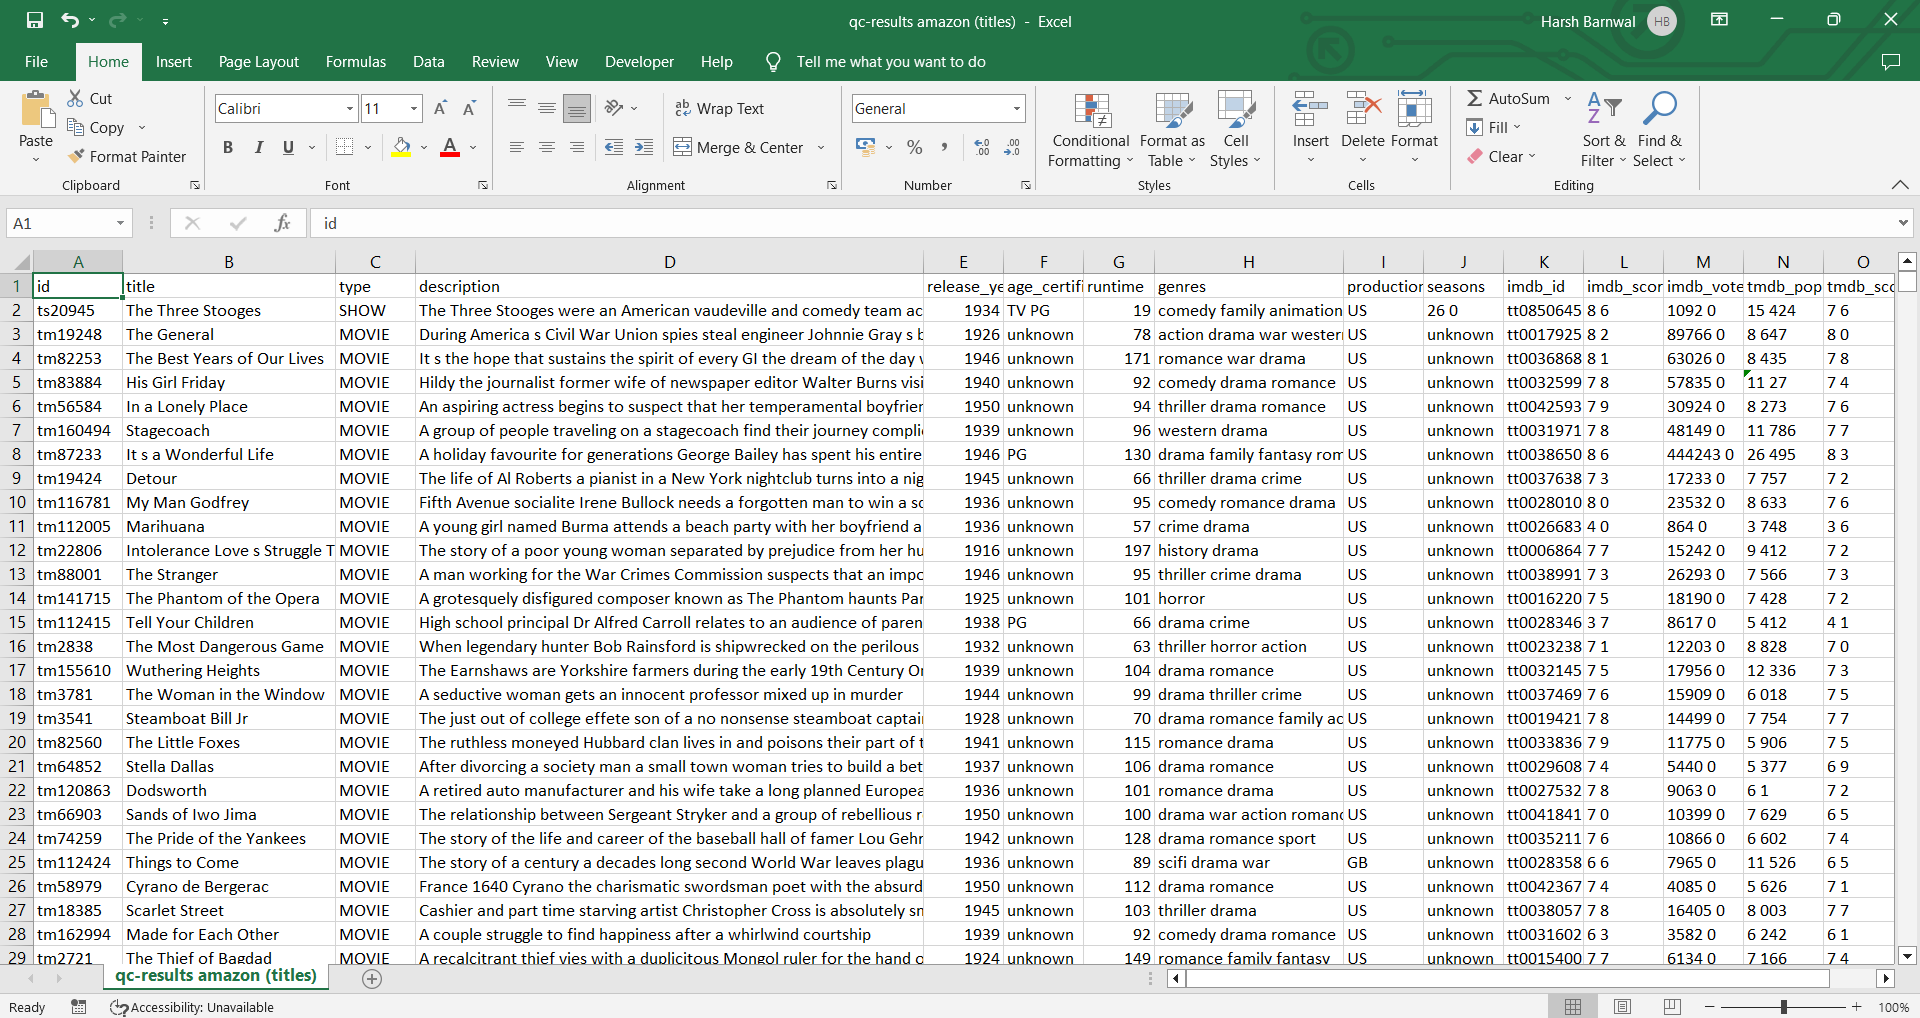 qc-results amazon (titles) - Excel
Harsh Barnwal HB
File Home Insert Page Layout Formulas Data Review View Developer Help Tell me what you want to do
Paste Cut Copy Format Painter Clipboard
Calibri 11 B I U Font
Wrap Text Merge & Center Alignment
General % Number
Conditional Formatting Format as Table Cell Styles Styles
Insert Delete Format Cells
AutoSum Fill Clear Sort & Filter Find & Select Editing
A1 fx id
A B C D E F G H I J K L M N O
1 id title type description release_ye age_certifi runtime genres production seasons imdb_id imdb_scor imdb_vote tmdb_pop tmdb_sco
2 ts20945 The Three Stooges SHOW The Three Stooges were an American vaudeville and comedy team ac 1934 TV PG 19 comedy family animation US 26 0 tt0850645 8 6 1092 0 15 424 7 6
3 tm19248 The General MOVIE During America s Civil War Union spies steal engineer Johnnie Gray s b 1926 unknown 78 action drama war wester US unknown tt0017925 8 2 89766 0 8 647 8 0
4 tm82253 The Best Years of Our Lives MOVIE It s the hope that sustains the spirit of every GI the dream of the day 1946 unknown 171 romance war drama US unknown tt0036868 8 1 63026 0 8 435 7 8
5 tm83884 His Girl Friday MOVIE Hildy the journalist former wife of newspaper editor Walter Burns visi 1940 unknown 92 comedy drama romance US unknown tt0032599 7 8 57835 0 11 27 7 4
6 tm56584 In a Lonely Place MOVIE An aspiring actress begins to suspect that her temperamental boyfrier 1950 unknown 94 thriller drama romance US unknown tt0042593 7 9 30924 0 8 273 7 6
7 tm160494 Stagecoach MOVIE A group of people traveling on a stagecoach find their journey compli 1939 unknown 96 western drama US unknown tt0031971 7 8 48149 0 11 786 7 7
8 tm87233 It s a Wonderful Life MOVIE A holiday favourite for generations George Bailey has spent his entire 1946 PG 130 drama family fantasy rom US unknown tt0038650 8 6 444243 0 26 495 8 3
9 tm19424 Detour MOVIE The life of Al Roberts a pianist in a New York nightclub turns into a nig 1945 unknown 66 thriller drama crime US unknown tt0037638 7 3 17233 0 7 757 7 2
10 tm116781 My Man Godfrey MOVIE Fifth Avenue socialite Irene Bullock needs a forgotten man to win a sc 1936 unknown 95 comedy romance drama US unknown tt0028010 8 0 23532 0 8 633 7 6
11 tm112005 Marihuana MOVIE A young girl named Burma attends a beach party with her boyfriend a 1936 unknown 57 crime drama US unknown tt0026683 4 0 864 0 3 748 3 6
12 tm22806 Intolerance Love s Struggle T MOVIE The story of a poor young woman separated by prejudice from her hu 1916 unknown 197 history drama US unknown tt0006864 7 7 15242 0 9 412 7 2
13 tm88001 The Stranger MOVIE A man working for the War Crimes Commission suspects that an impo 1946 unknown 95 thriller crime drama US unknown tt0038991 7 3 26293 0 7 566 7 3
14 tm141715 The Phantom of the Opera MOVIE A grotesquely disfigured composer known as The Phantom haunts Par 1925 unknown 101 horror US unknown tt0016220 7 5 18190 0 7 428 7 2
15 tm112415 Tell Your Children MOVIE High school principal Dr Alfred Carroll relates to an audience of paren 1938 PG 66 drama crime US unknown tt0028346 3 7 8617 0 5 412 4 1
16 tm2838 The Most Dangerous Game MOVIE When legendary hunter Bob Rainsford is shipwrecked on the perilous 1932 unknown 63 thriller horror action US unknown tt0023238 7 1 12203 0 8 828 7 0
17 tm155610 Wuthering Heights MOVIE The Earnshaws are Yorkshire farmers during the early 19th Century Or 1939 unknown 104 drama romance US unknown tt0032145 7 5 17956 0 12 336 7 3
18 tm3781 The Woman in the Window MOVIE A seductive woman gets an innocent professor mixed up in murder 1944 unknown 99 drama thriller crime US unknown tt0037469 7 6 15909 0 6 018 7 5
19 tm3541 Steamboat Bill Jr MOVIE The just out of college effete son of a no nonsense steamboat captai 1928 unknown 70 drama romance family ac US unknown tt0019421 7 8 14499 0 7 754 7 7
20 tm82560 The Little Foxes MOVIE The ruthless moneyed Hubbard clan lives in and poisons their part of t 1941 unknown 115 romance drama US unknown tt0033836 7 9 11775 0 5 906 7 5
21 tm64852 Stella Dallas MOVIE After divorcing a society man a small town woman tries to build a bet 1937 unknown 106 drama romance US unknown tt0029608 7 4 5440 0 5 377 6 9
22 tm120863 Dodsworth MOVIE A retired auto manufacturer and his wife take a long planned Europea 1936 unknown 101 romance drama US unknown tt0027532 7 8 9063 0 6 1 7 2
23 tm66903 Sands of Iwo Jima MOVIE The relationship between Sergeant Stryker and a group of rebellious r 1950 unknown 100 drama war action romanc US unknown tt0041841 7 0 10399 0 7 629 6 5
24 tm74259 The Pride of the Yankees MOVIE The story of the life and career of the baseball hall of famer Lou Gehr 1942 unknown 128 drama romance sport US unknown tt0035211 7 6 10866 0 6 602 7 4
25 tm112424 Things to Come MOVIE The story of a century a decades long second World War leaves plagu 1936 unknown 89 scifi drama war GB unknown tt0028358 6 6 7965 0 11 526 6 5
26 tm58979 Cyrano de Bergerac MOVIE France 1640 Cyrano the charismatic swordsman poet with the absurd 1950 unknown 112 drama romance US unknown tt0042367 7 4 4085 0 5 626 7 1
27 tm18385 Scarlet Street MOVIE Cashier and part time starving artist Christopher Cross is absolutely sn 1945 unknown 103 thriller drama US unknown tt0038057 7 8 16405 0 8 003 7 7
28 tm162994 Made for Each Other MOVIE A couple struggle to find happiness after a whirlwind courtship 1939 unknown 92 comedy drama romance US unknown tt0031602 6 3 3582 0 6 242 6 1
29 tm2721 The Thief of Bagdad MOVIE A recalcitrant thief vies with a duplicitous Mongol ruler for the hand o 1924 unknown 149 romance family fantasy US unknown tt0015400 7 7 6134 0 7 166 7 4
qc-results amazon (titles)
Ready Accessibility: Unavailable 100%